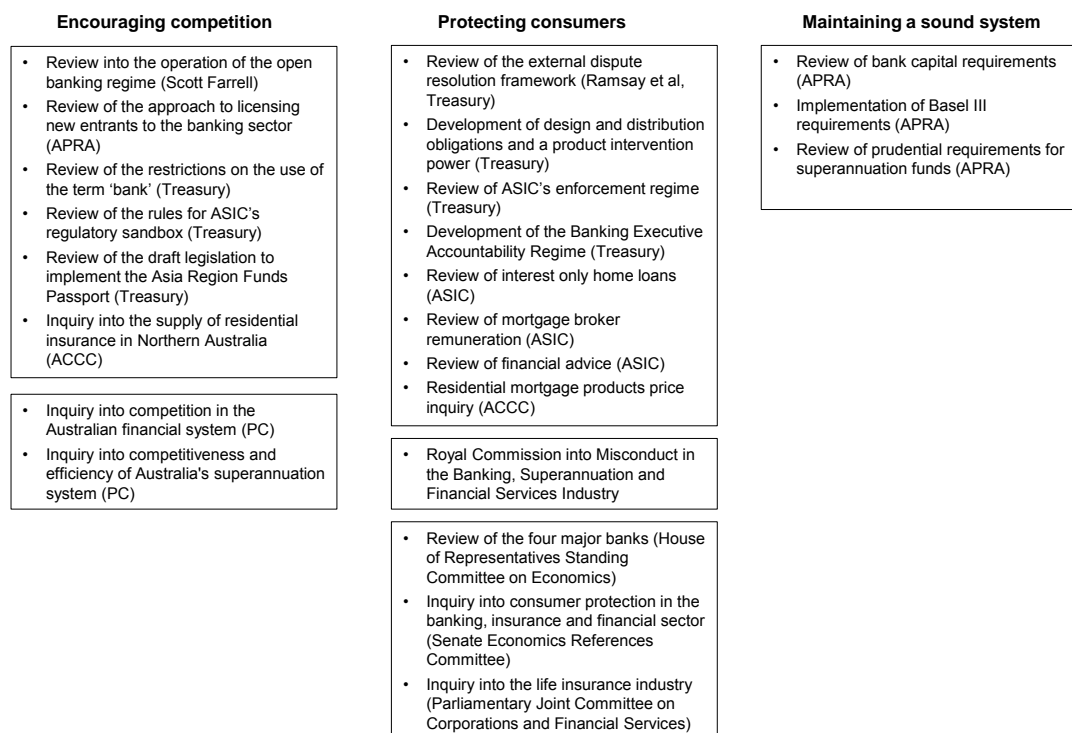 Encouraging competition
• Review into the operation of the open
banking regime (Scott Farrell)
• Review of the approach to licensing
new entrants to the banking sector
(APRA)
• Review of the restrictions on the use of
the term ‘bank’ (Treasury)
• Review of the rules for ASIC’s
regulatory sandbox (Treasury)
• Review of the draft legislation to
implement the Asia Region Funds
Passport (Treasury)
• Inquiry into the supply of residential
insurance in Northern Australia
(ACCC)
• Inquiry into competition in the
Australian financial system (PC)
• Inquiry into competitiveness and
efficiency of Australia's superannuation
system (PC)
Protecting consumers
• Review of the external dispute
resolution framework (Ramsay et al,
Treasury)
• Development of design and distribution
obligations and a product intervention
power (Treasury)
• Review of ASIC’s enforcement regime
(Treasury)
• Development of the Banking Executive
Accountability Regime (Treasury)
• Review of interest only home loans
(ASIC)
• Review of mortgage broker
remuneration (ASIC)
• Review of financial advice (ASIC)
• Residential mortgage products price
inquiry (ACCC)
• Royal Commission into Misconduct in
the Banking, Superannuation and
Financial Services Industry
• Review of the four major banks (House
of Representatives Standing
Committee on Economics)
• Inquiry into consumer protection in the
banking, insurance and financial sector
(Senate Economics References
Committee)
• Inquiry into the life insurance industry
(Parliamentary Joint Committee on
Corporations and Financial Services)
Maintaining a sound system
• Review of bank capital requirements
(APRA)
• Implementation of Basel III
requirements (APRA)
• Review of prudential requirements for
superannuation funds (APRA)